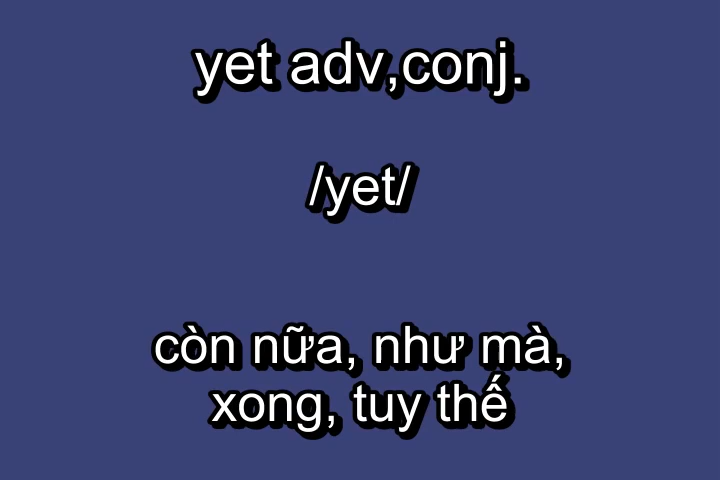 yet adv,conj.
/yet/
còn nữa, như mà,
xong, tuy thế